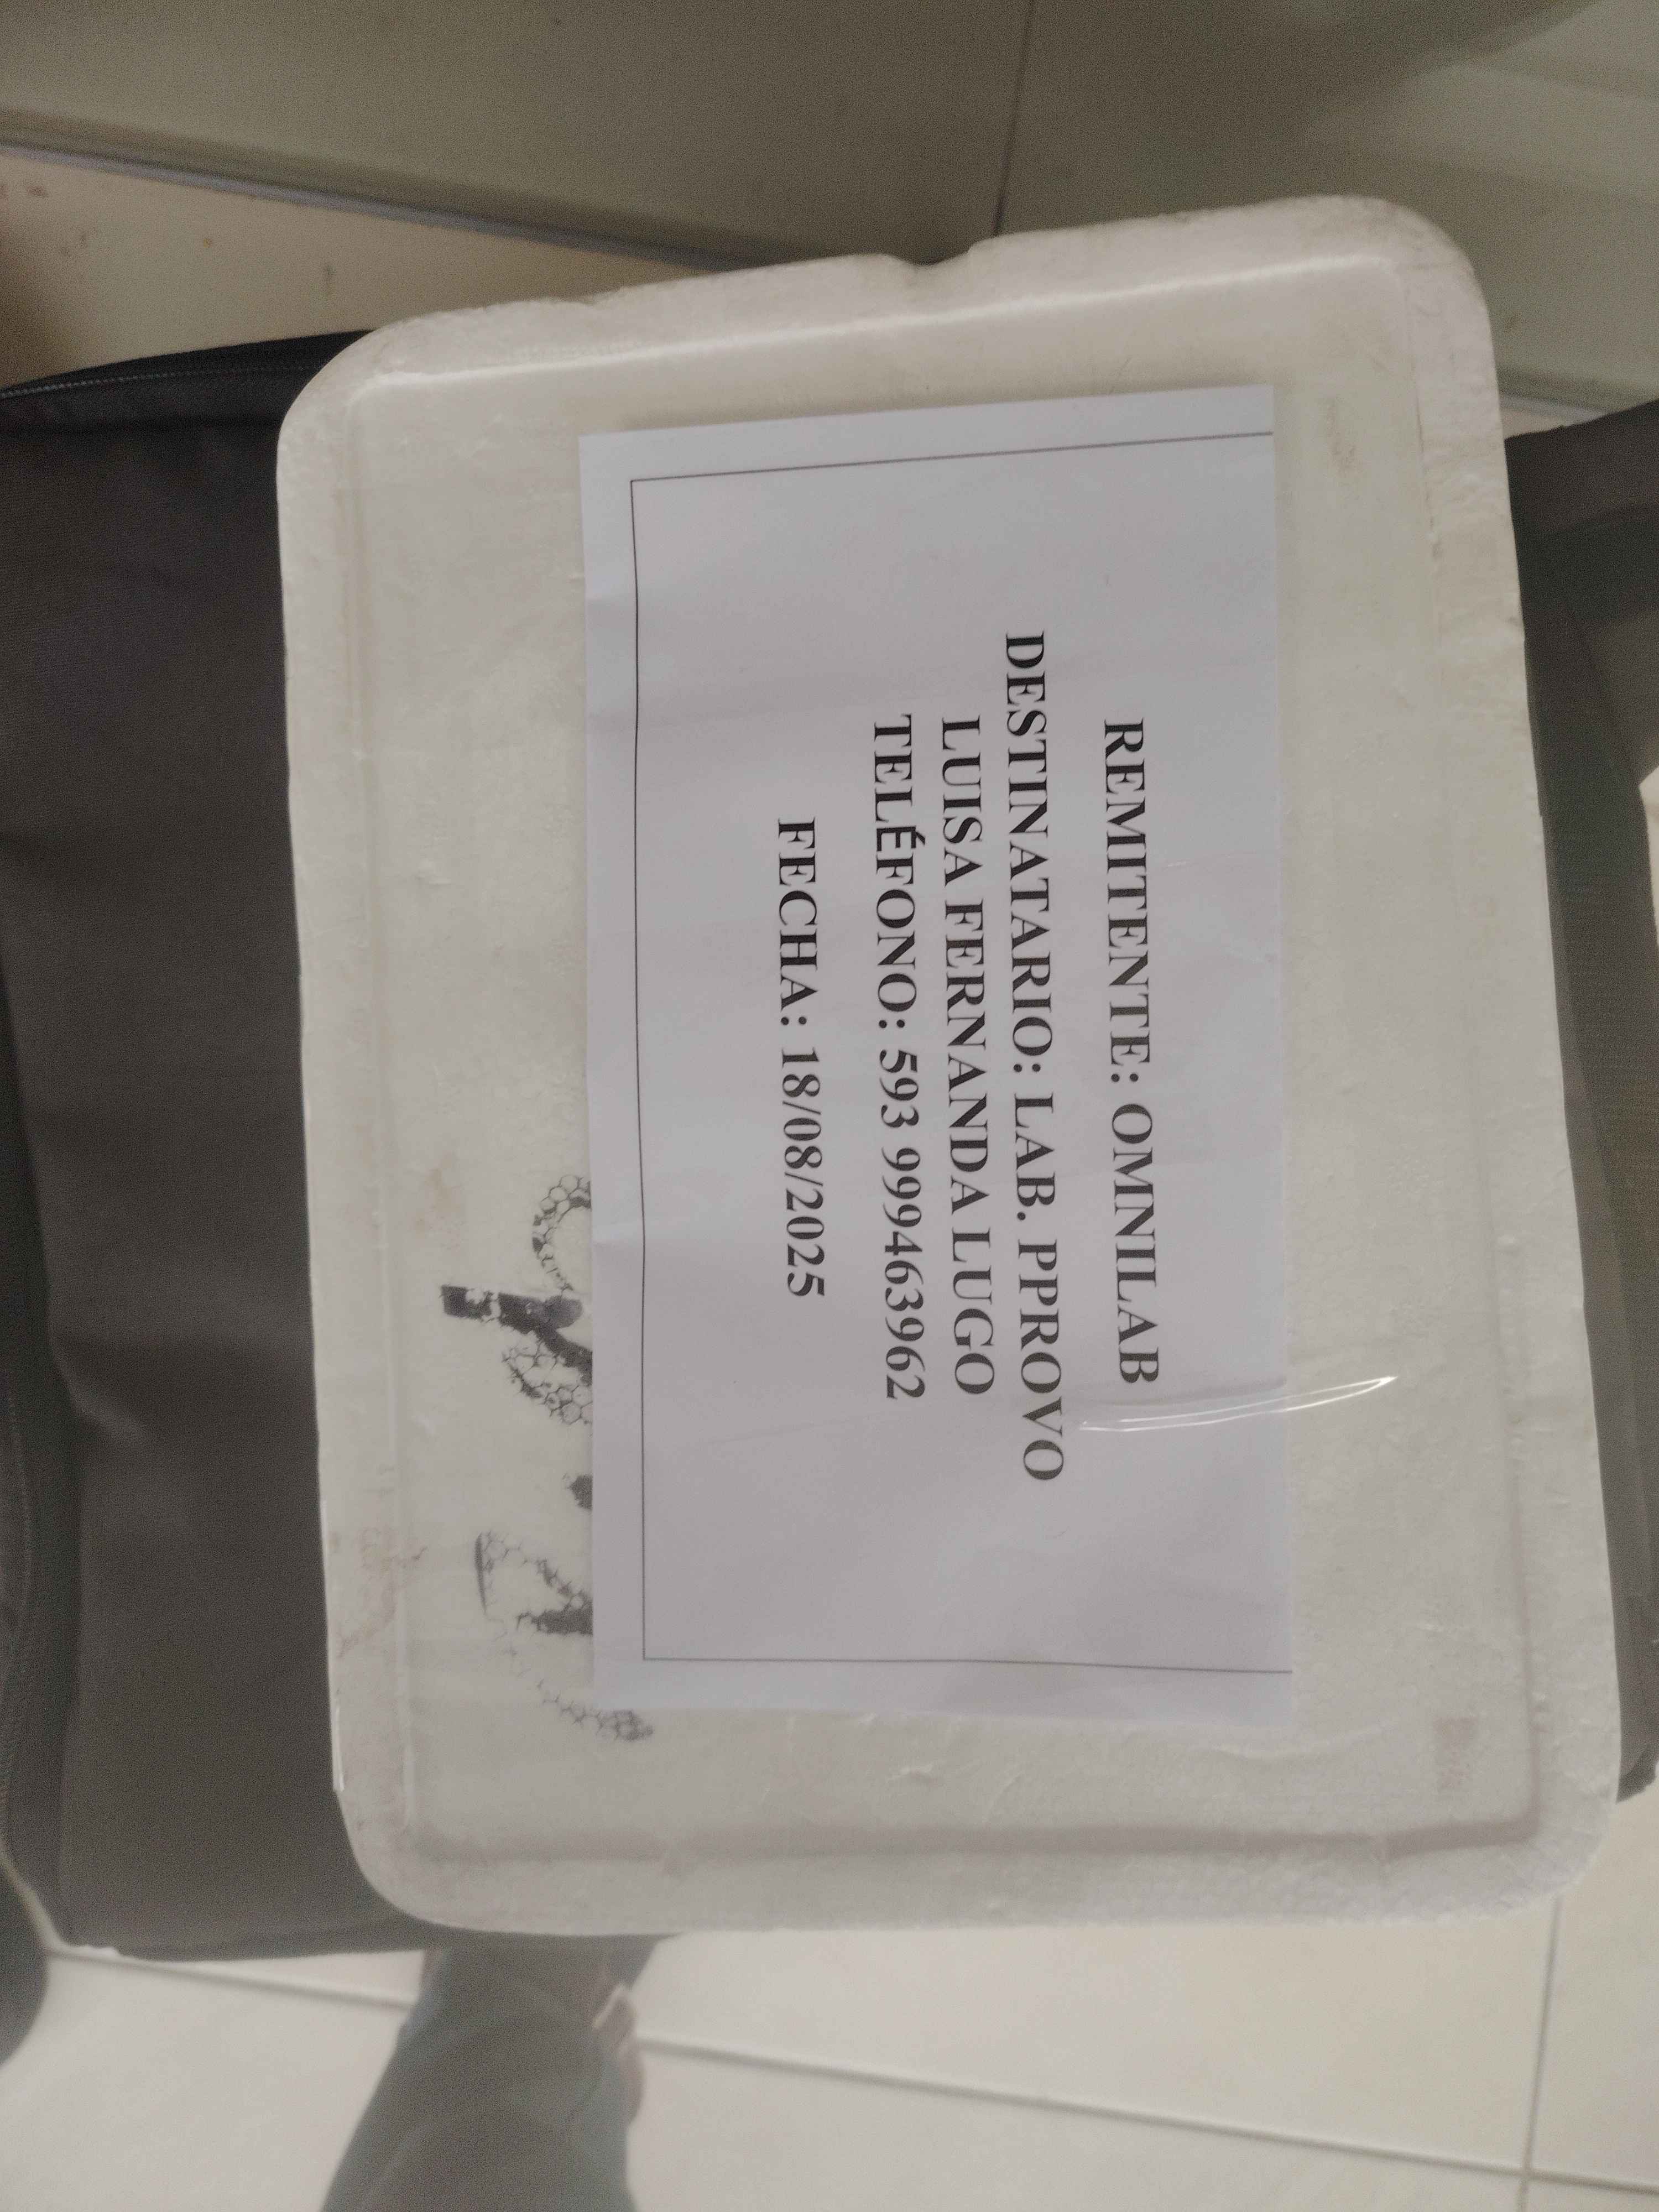 REMITENTE: OMNILAB
DESTINATARIO: LAB. PPROVO
LUISA FERNANDA LUGO
TELÉFONO: 593 999463962
FECHA: 18/08/2025